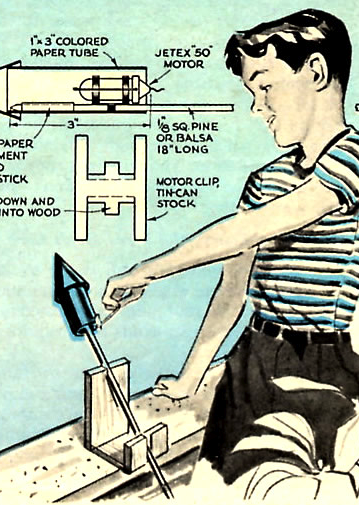 1"× 3" COLORED
PAPER TUBE
JETEX "50"
MOTOR
3"
1/8 SQ. PINE
OR BALSA
18" LONG
PAPER
MENT
STICK
MOTOR CLIP,
TIN-CAN
STOCK
DOWN AND
INTO WOOD